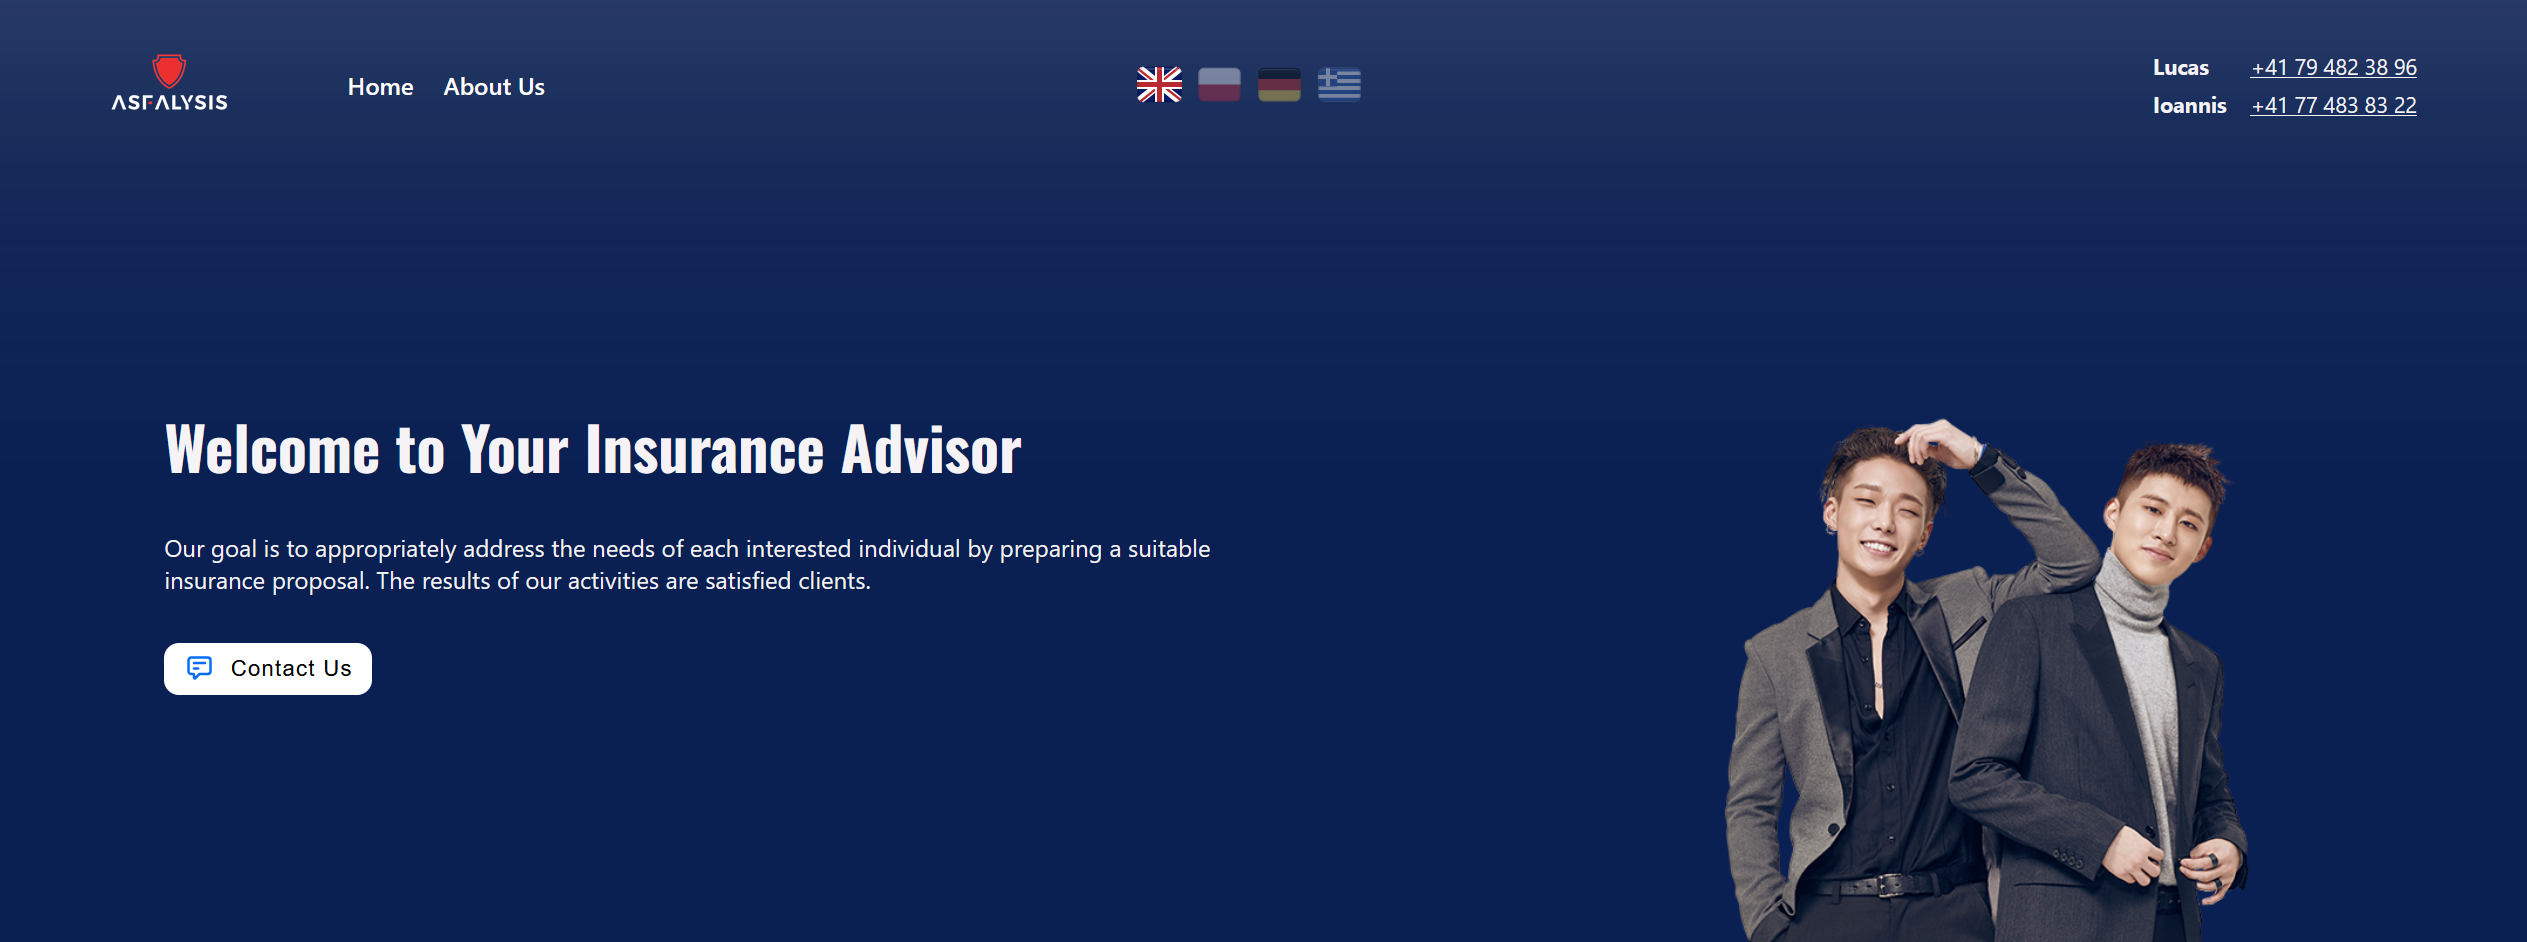 ASFALYSIS
Home About Us
Lucas +41 79 482 38 96
Ioannis +41 77 483 83 22
Welcome to Your Insurance Advisor
Our goal is to appropriately address the needs of each interested individual by preparing a suitable
insurance proposal. The results of our activities are satisfied clients.
Contact Us